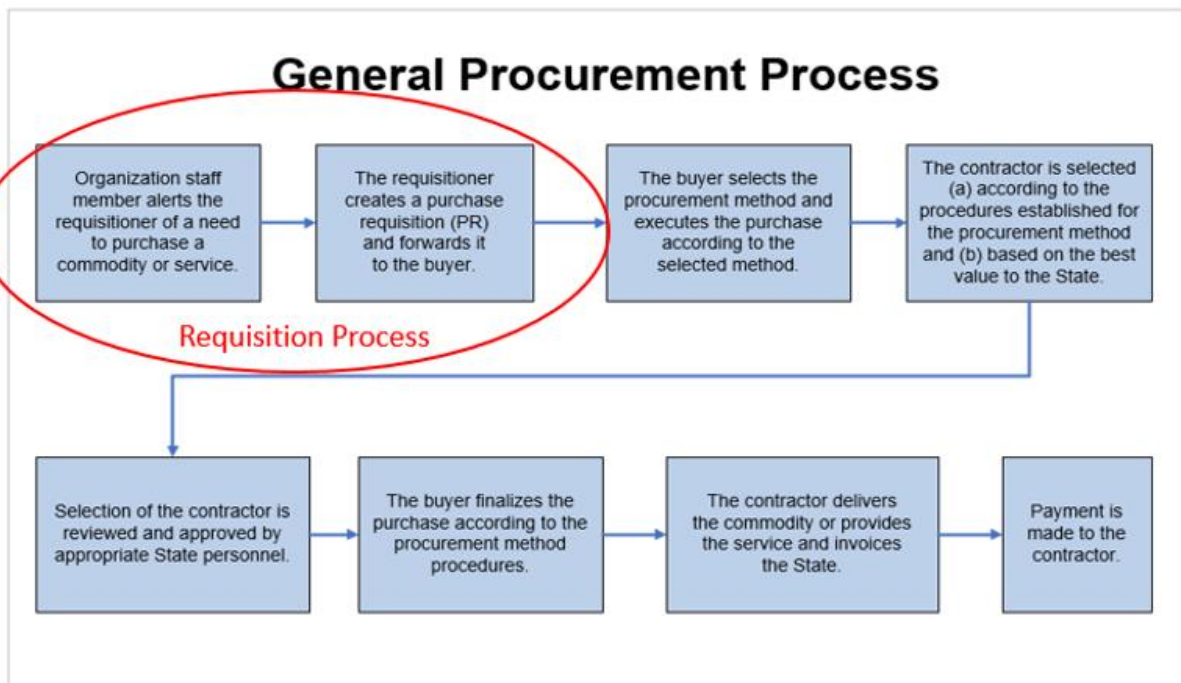 General Procurement Process
Organization staff
member alerts the
requisitioner of a need
to purchase a
commodity or service.
The requisitioner
creates a purchase
requisition (PR)
and forwards it
to the buyer.
The buyer selects the
procurement method and
executes the purchase
according to the
selected method.
The contractor is selected
(a) according to the
procedures established for
the procurement method
and (b) based on the best
value to the State.
Requisition Process
Selection of the contractor is
reviewed and approved by
appropriate State personnel.
The buyer finalizes the
purchase according to the
procurement method
procedures.
The contractor delivers
the commodity or provides
the service and invoices
the State.
Payment is
made to the
contractor.